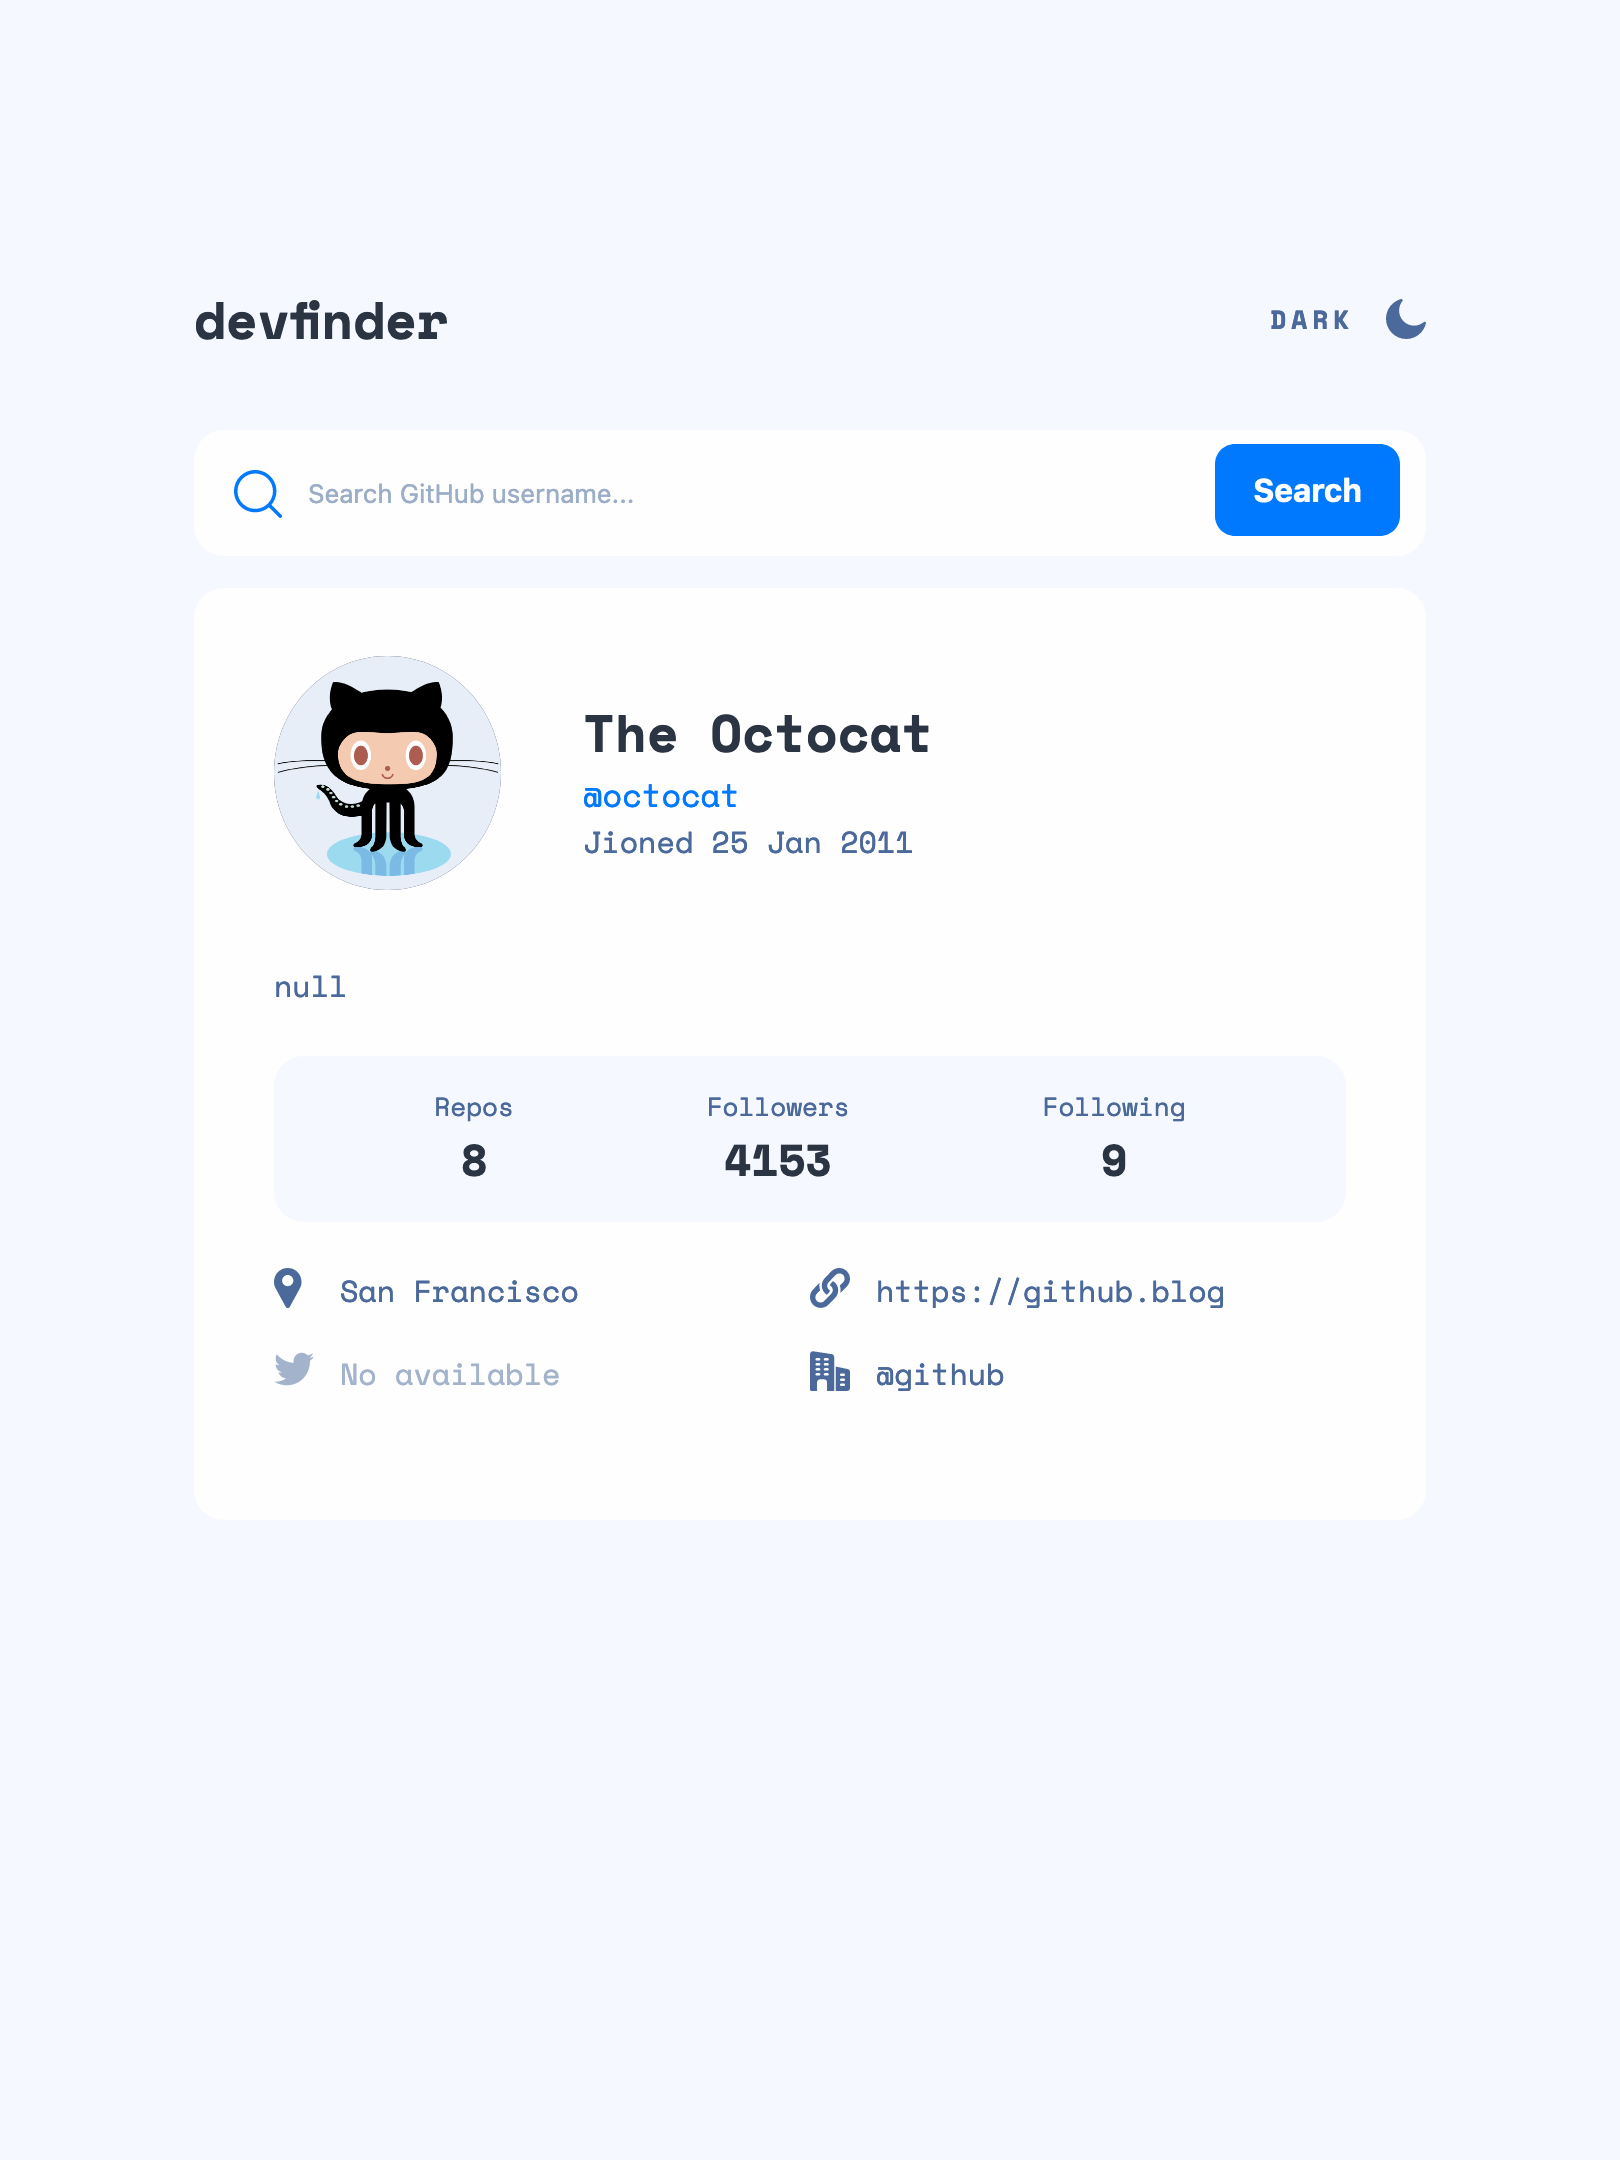 devfinder
DARK
Search GitHub username...
Search
The Octocat
@octocat
Jioned 25 Jan 2011
null
Repos Followers Following
8 4153 9
San Francisco
https://github.blog
No available
@github